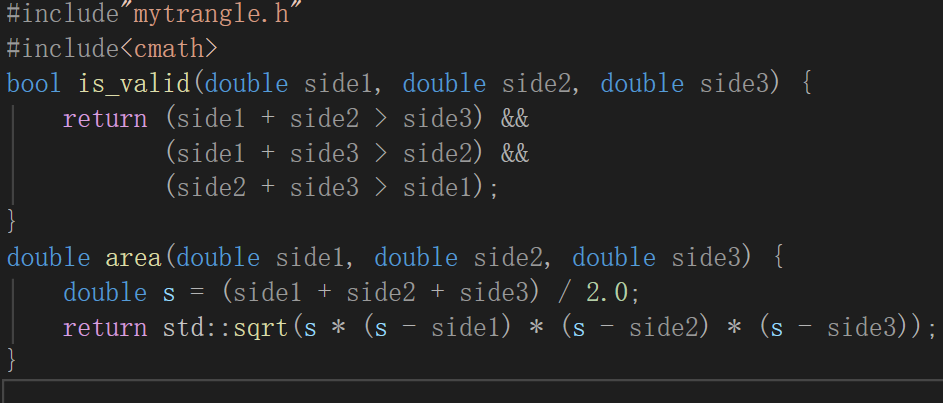 #include"mytrangle.h"
#include<cmath>
bool is_valid(double side1, double side2, double side3) {
    return (side1 + side2 > side3) &&
           (side1 + side3 > side2) &&
           (side2 + side3 > side1);
}
double area(double side1, double side2, double side3) {
    double s = (side1 + side2 + side3) / 2.0;
    return std::sqrt(s * (s - side1) * (s - side2) * (s - side3));
}